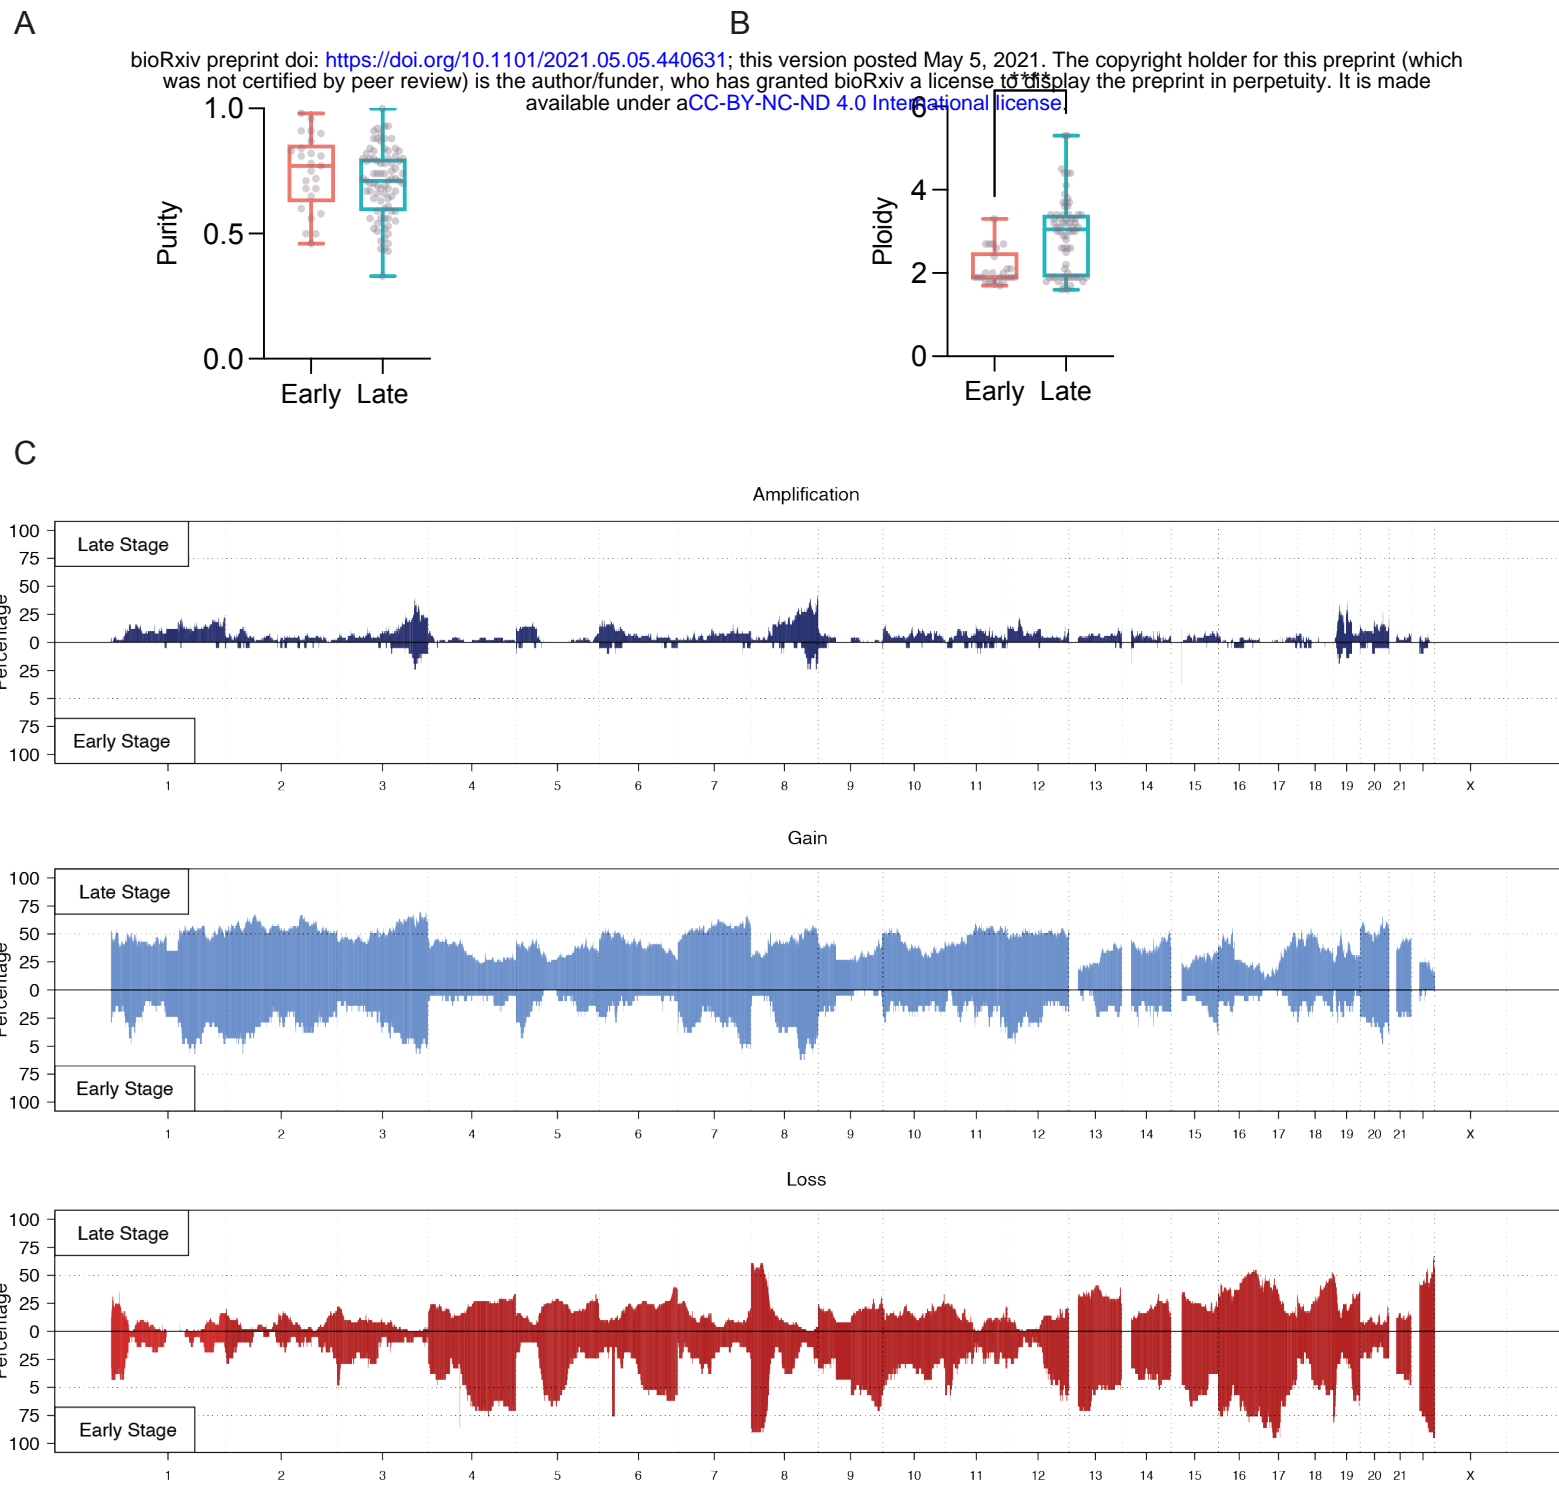 A
B
bioRxiv preprint doi: https://doi.org/10.1101/2021.05.05.440631; this version posted May 5, 2021. The copyright holder for this preprint (which
was not certified by peer review) is the author/funder, who has granted bioRxiv a license to display the preprint in perpetuity. It is made
available under aCC-BY-NC-ND 4.0 International license.
****
Purity
1.0
0.5
0.0
Early Late
Ploidy
6
4
2
0
Early Late
C
Amplification
Late Stage
Early Stage
Percentage
100
75
50
25
0
25
5
75
100
1 2 3 4 5 6 7 8 9 10 11 12 13 14 15 16 17 18 19 20 21 X
Gain
Late Stage
Early Stage
Percentage
100
75
50
25
0
25
5
75
100
1 2 3 4 5 6 7 8 9 10 11 12 13 14 15 16 17 18 19 20 21 X
Loss
Late Stage
Early Stage
Percentage
100
75
50
25
0
25
5
75
100
1 2 3 4 5 6 7 8 9 10 11 12 13 14 15 16 17 18 19 20 21 X